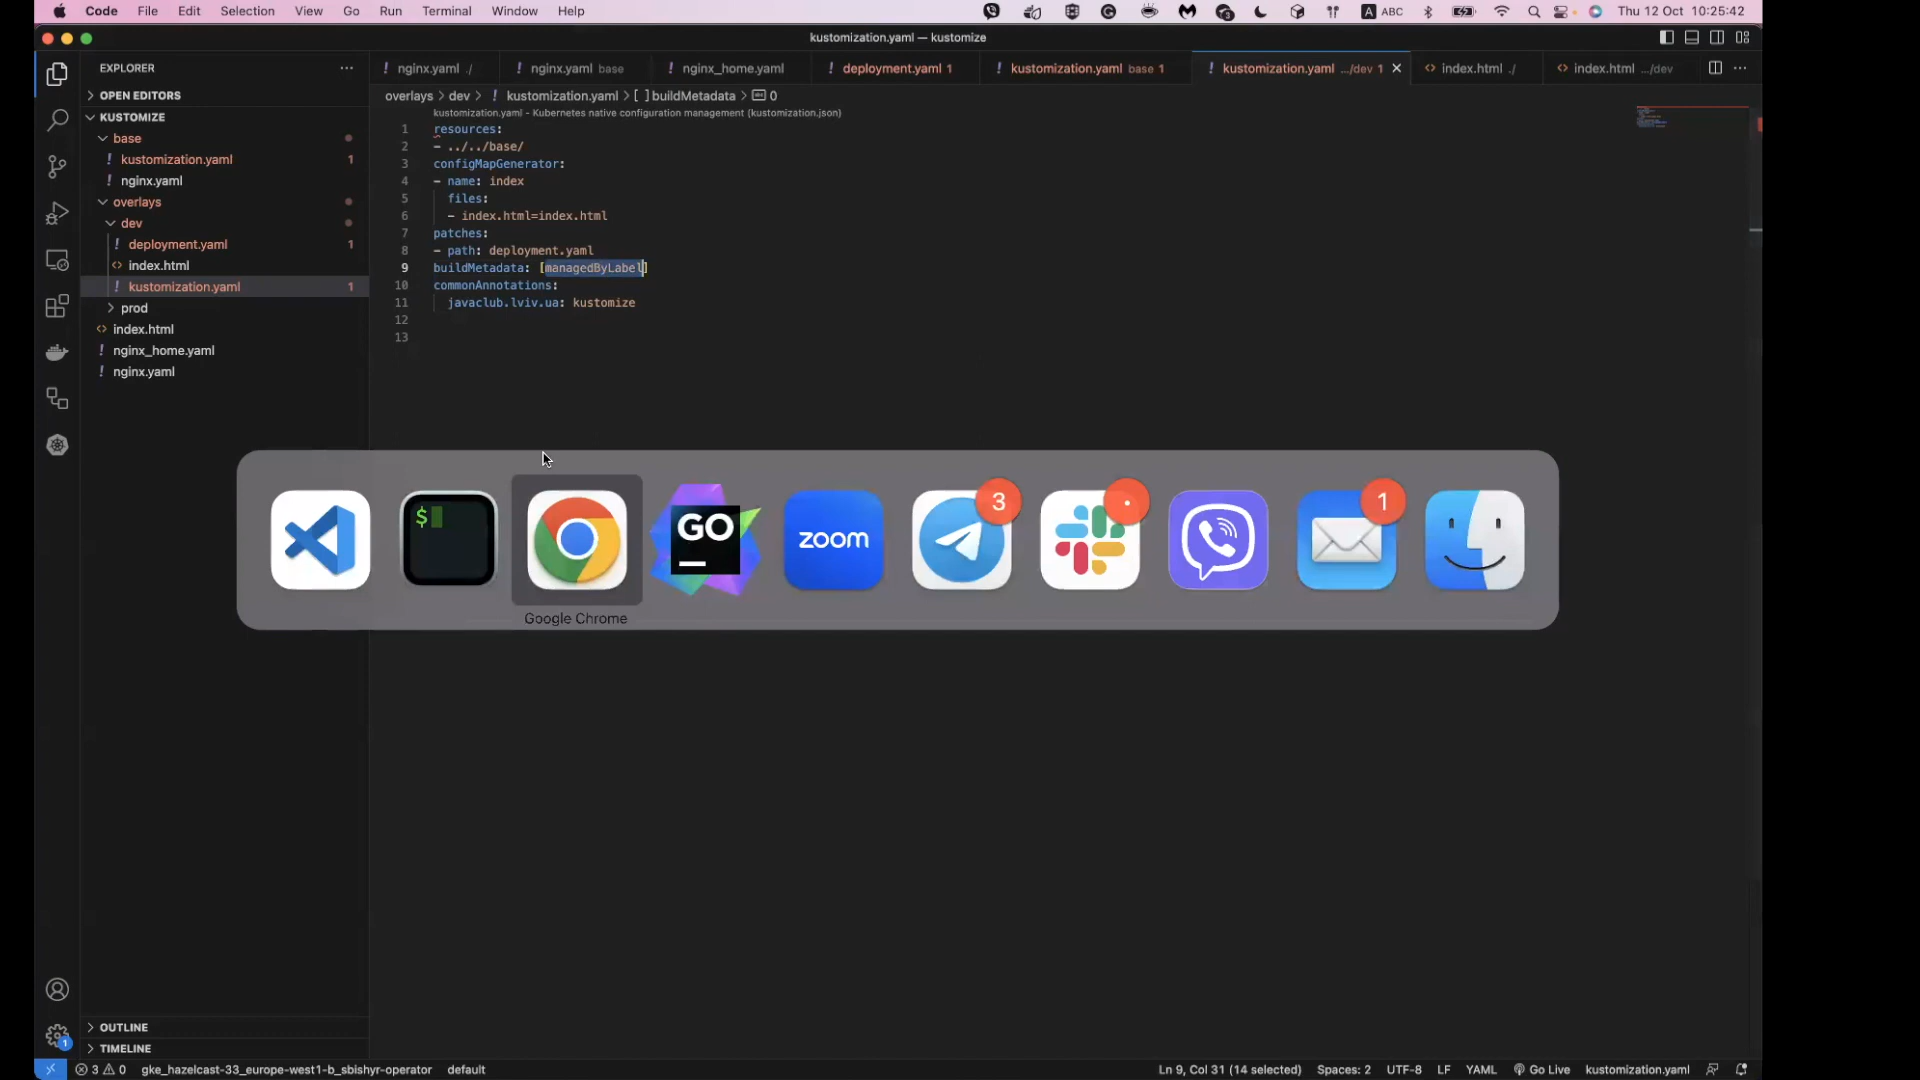 Code File Edit Selection View Go Run Terminal Window Help
3
A ABC
Thu 12 Oct 10:25:42
kustomization.yaml — kustomize
EXPLORER
OPEN EDITORS
KUSTOMIZE
base
kustomization.yaml 1
nginx.yaml
overlays
dev
deployment.yaml 1
index.html
kustomization.yaml 1
prod
index.html
nginx_home.yaml
nginx.yaml
OUTLINE
TIMELINE
nginx.yaml ./
nginx.yaml base
nginx_home.yaml
deployment.yaml 1
kustomization.yaml base 1
kustomization.yaml .../dev 1
index.html ./
index.html .../dev
overlays > dev > ! kustomization.yaml > [ ] buildMetadata > abc 0
kustomization.yaml - Kubernetes native configuration management (kustomization.json)
1 resources:
2 - ../../base/
3 configMapGenerator:
4 - name: index
5 files:
6 - index.html=index.html
7 patches:
8 - path: deployment.yaml
9 buildMetadata: [managedByLabel]
10 commonAnnotations:
11 javaclub.lviv.ua: kustomize
12
13
$
GO
zoom
3
1
Google Chrome
1
3 0 gke_hazelcast-33_europe-west1-b_sbishyr-operator default
Ln 9, Col 31 (14 selected) Spaces: 2 UTF-8 LF YAML Go Live kustomization.yaml